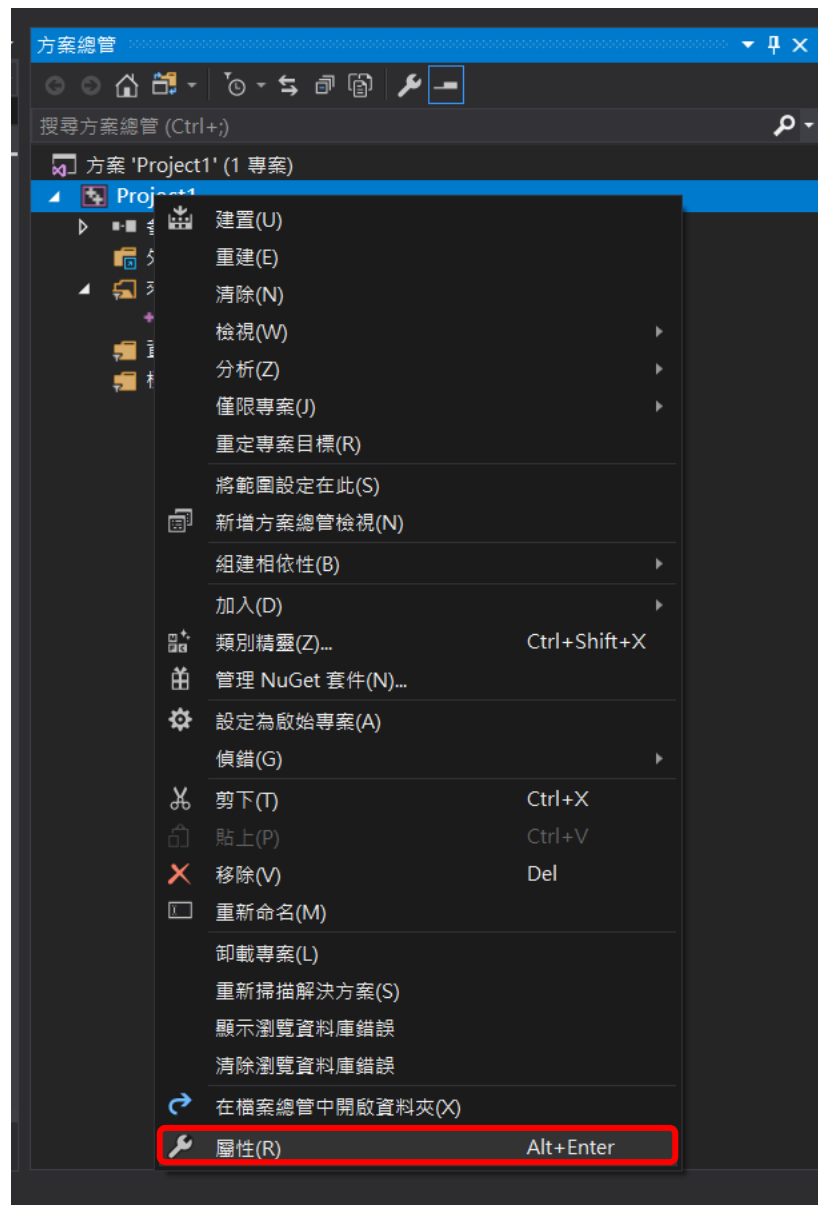 方案總管
搜尋方案總管 (Ctrl+;)
方案 'Project1' (1 專案)
Project1
建置(U)
重建(E)
清除(N)
檢視(W)
分析(Z)
僅限專案(J)
重定專案目標(R)
將範圍設定在此(S)
新增方案總管檢視(N)
組建相依性(B)
加入(D)
類別精靈(Z)... Ctrl+Shift+X
管理 NuGet 套件(N)...
設定為啟始專案(A)
偵錯(G)
剪下(T) Ctrl+X
貼上(P) Ctrl+V
移除(V) Del
重新命名(M)
卸載專案(L)
重新掃描解決方案(S)
顯示瀏覽資料庫錯誤
清除瀏覽資料庫錯誤
在檔案總管中開啟資料夾(X)
屬性(R) Alt+Enter